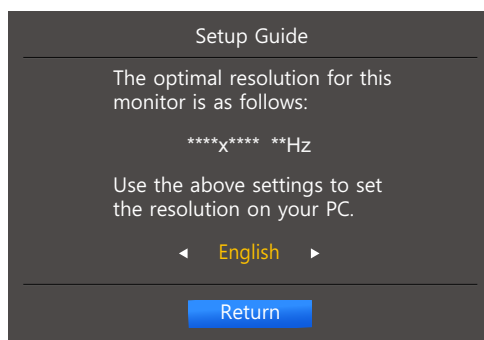 Setup Guide
The optimal resolution for this
monitor is as follows:
****x**** **Hz
Use the above settings to set
the resolution on your PC.
English
Return